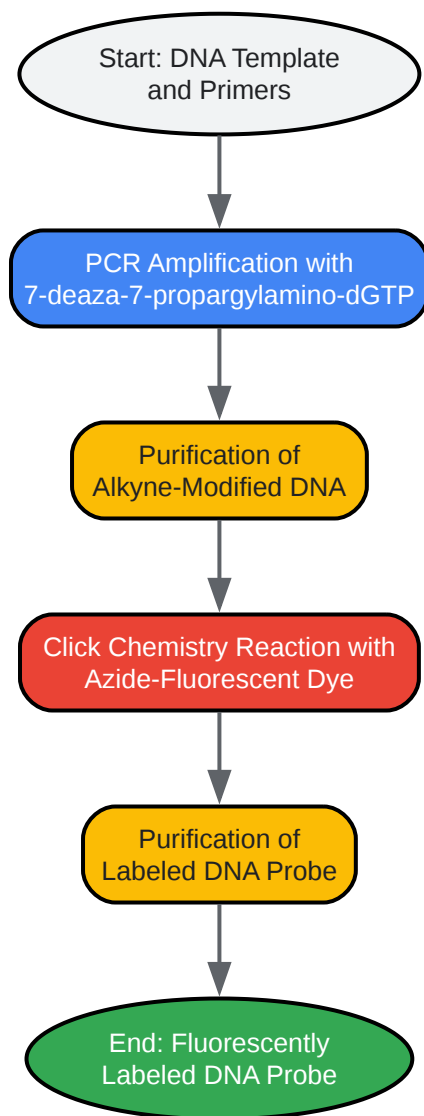 Start: DNA Template
and Primers
PCR Amplification with
7-deaza-7-propargylamino-dGTP
Purification of
Alkyne-Modified DNA
Click Chemistry Reaction with
Azide-Fluorescent Dye
Purification of
Labeled DNA Probe
End: Fluorescently
Labeled DNA Probe